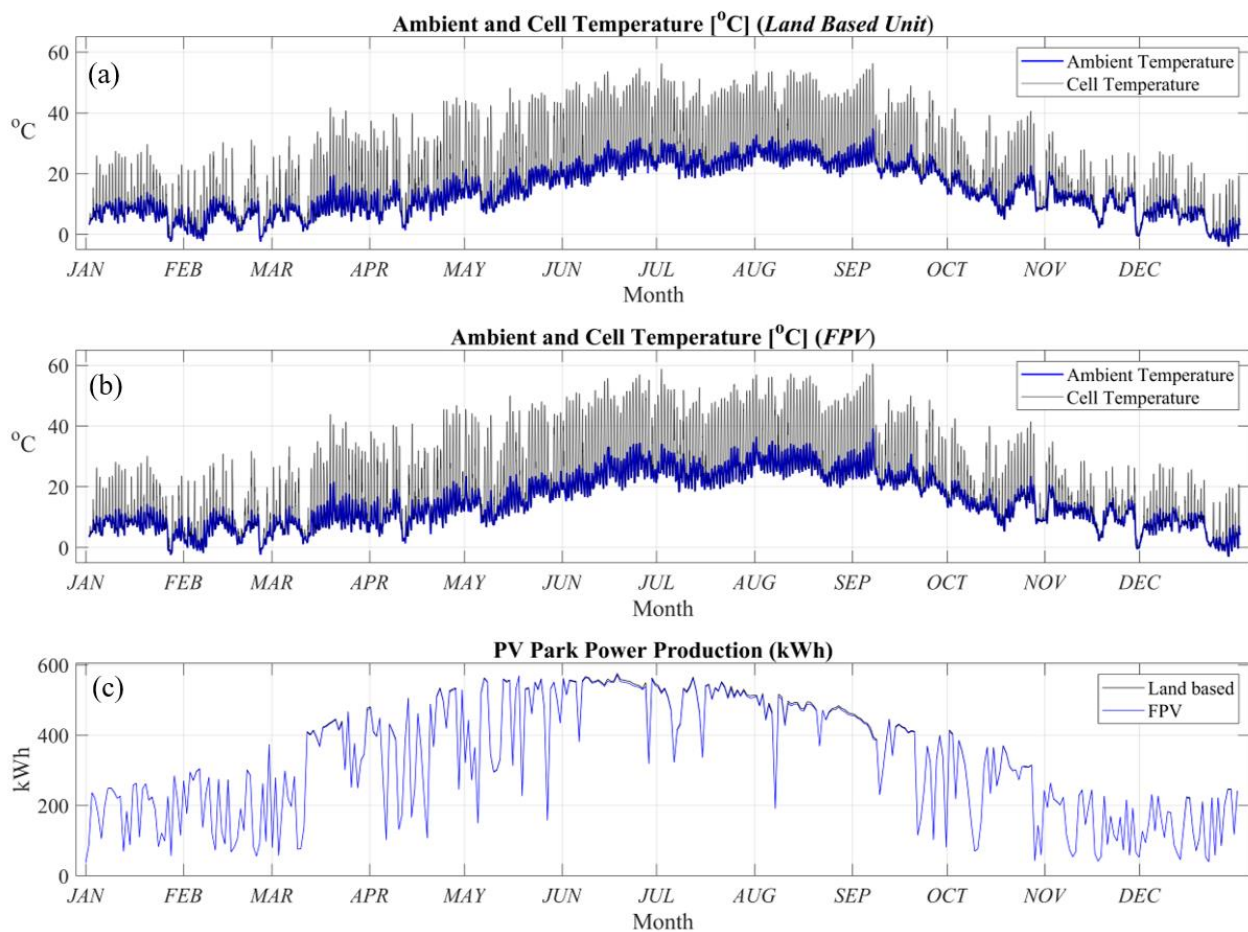 Ambient and Cell Temperature [°C] (Land Based Unit)
(a)
Ambient Temperature
Cell Temperature
°C
60
40
20
0
JAN FEB MAR APR MAY JUN JUL AUG SEP OCT NOV DEC
Month
Ambient and Cell Temperature [°C] (FPV)
(b)
Ambient Temperature
Cell Temperature
°C
60
40
20
0
JAN FEB MAR APR MAY JUN JUL AUG SEP OCT NOV DEC
Month
PV Park Power Production (kWh)
(c)
Land based
FPV
kWh
600
400
200
0
JAN FEB MAR APR MAY JUN JUL AUG SEP OCT NOV DEC
Month